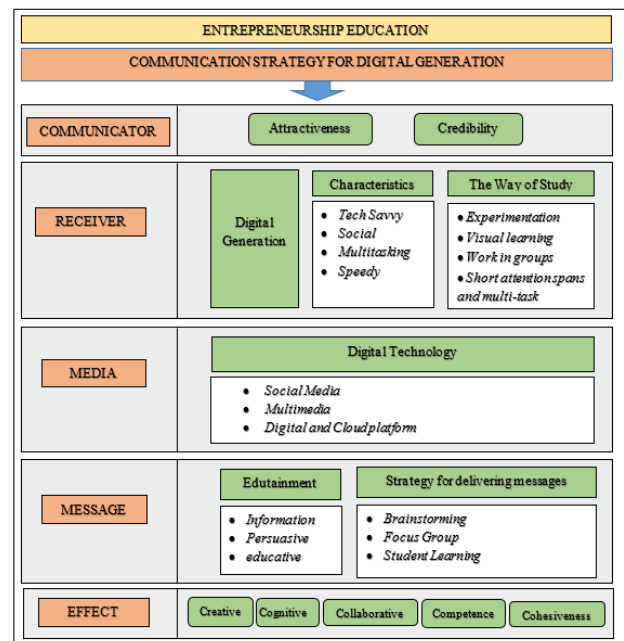 ENTREPRENEURSHIP EDUCATION
COMMUNICATION STRATEGY FOR DIGITAL GENERATION
COMMUNICATOR
Attractiveness
Credibility
RECEIVER
Digital
Generation
Characteristics
• Tech Savvy
• Social
• Multitasking
• Speedy
The Way of Study
• Experimentation
• Visual learning
• Work in groups
• Short attention spans
and multi-task
MEDIA
Digital Technology
• Social Media
• Multimedia
• Digital and Cloud platform
MESSAGE
Edutainment
• Information
• Persuasive
• educative
Strategy for delivering messages
• Brainstorming
• Focus Group
• Student Learning
EFFECT
Creative
Cognitive
Collaborative
Competence
Cohesiveness